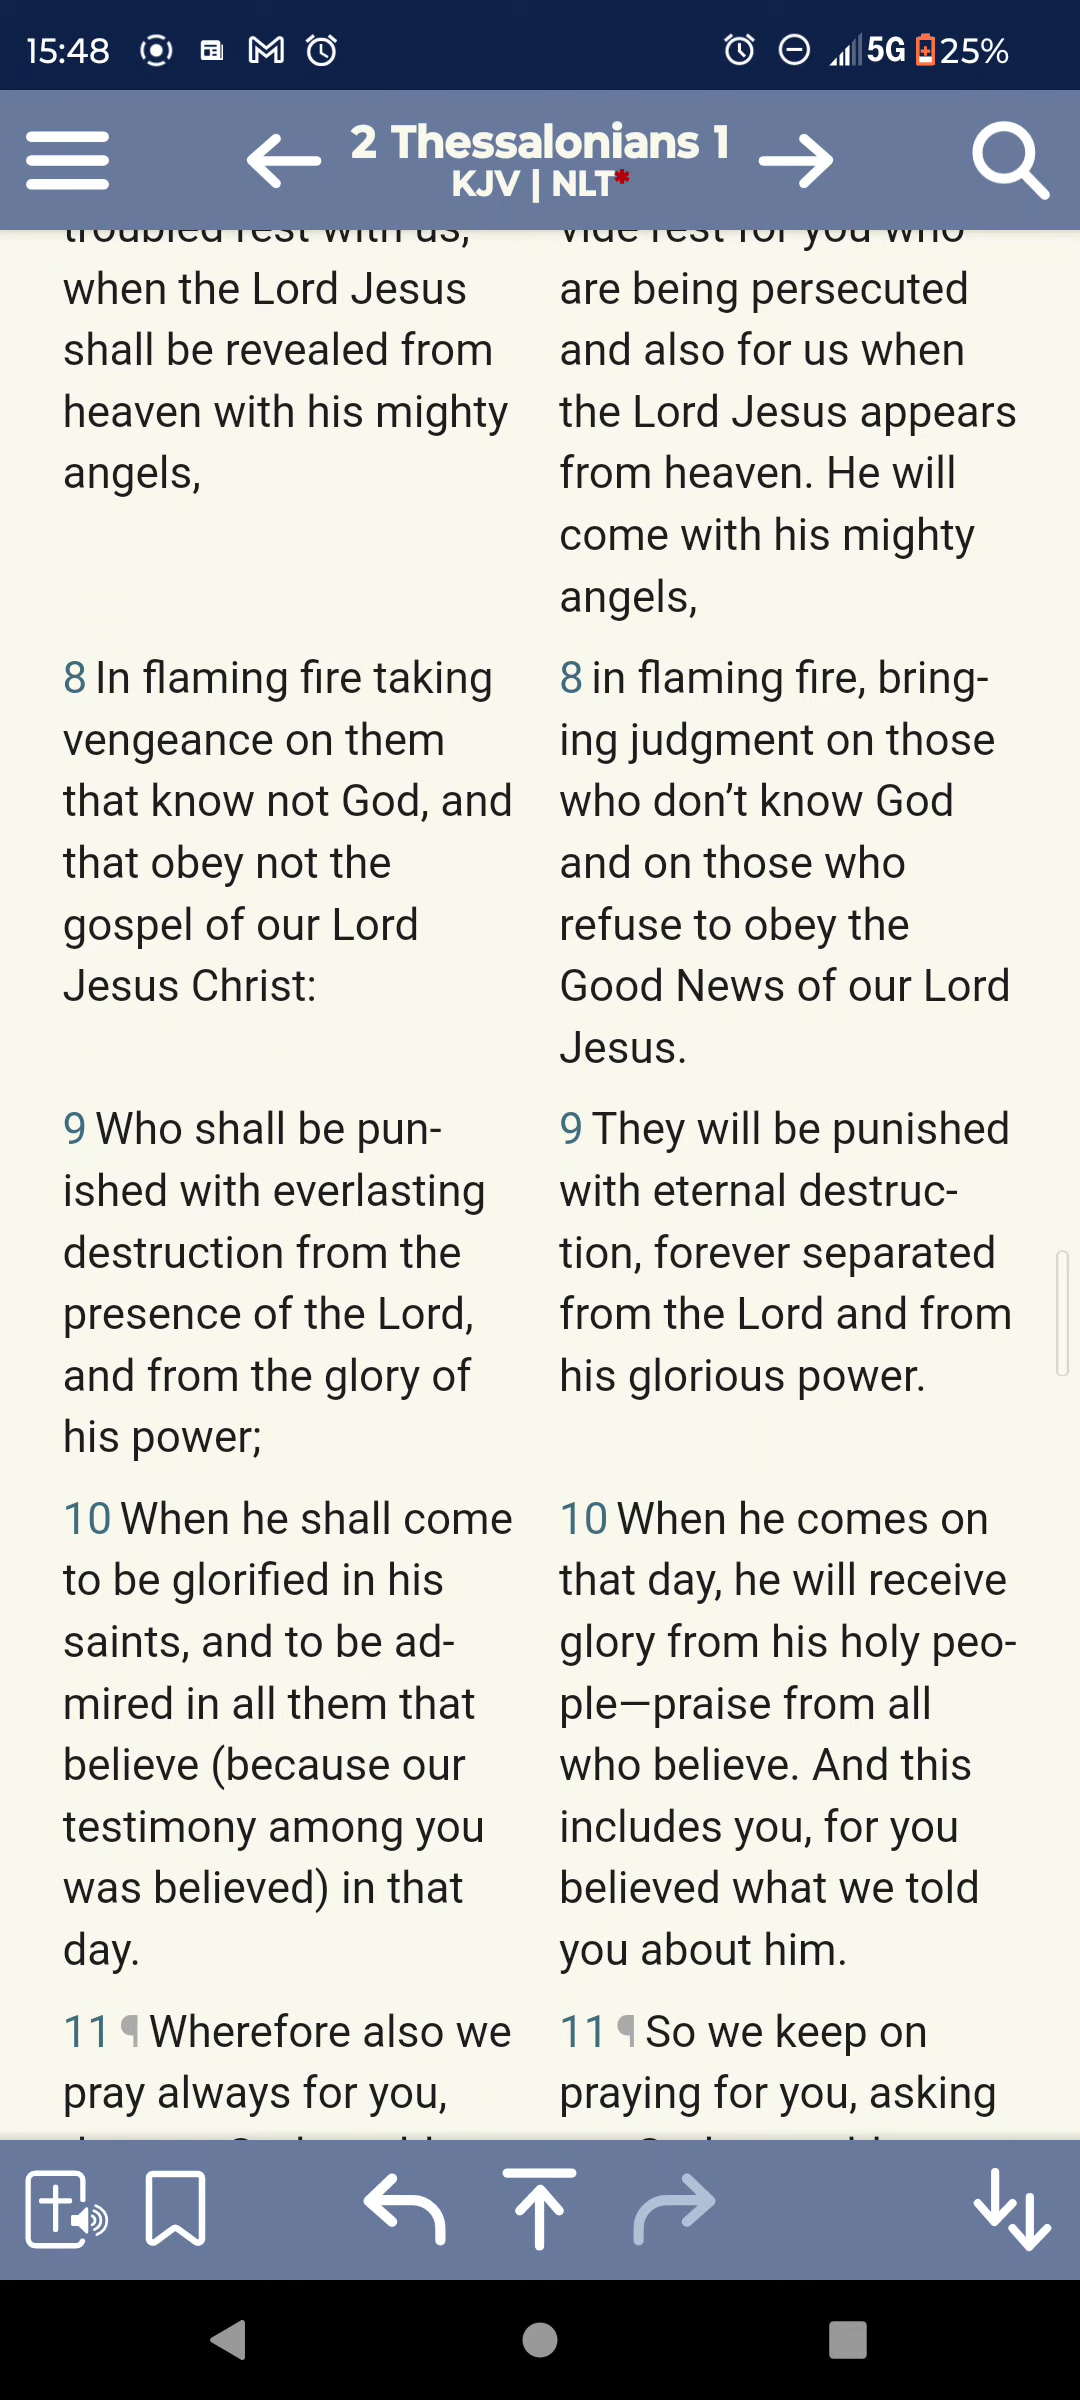 15:48
5G 25%
2 Thessalonians 1
KJV | NLT*
troubled rest with us,
when the Lord Jesus
shall be revealed from
heaven with his mighty
angels,
vide rest for you who
are being persecuted
and also for us when
the Lord Jesus appears
from heaven. He will
come with his mighty
angels,
8 In flaming fire taking
vengeance on them
that know not God, and
that obey not the
gospel of our Lord
Jesus Christ:
8 in flaming fire, bring-
ing judgment on those
who don’t know God
and on those who
refuse to obey the
Good News of our Lord
Jesus.
9 Who shall be pun-
ished with everlasting
destruction from the
presence of the Lord,
and from the glory of
his power;
9 They will be punished
with eternal destruc-
tion, forever separated
from the Lord and from
his glorious power.
10 When he shall come
to be glorified in his
saints, and to be ad-
mired in all them that
believe (because our
testimony among you
was believed) in that
day.
10 When he comes on
that day, he will receive
glory from his holy peo-
ple—praise from all
who believe. And this
includes you, for you
believed what we told
you about him.
11 ¶ Wherefore also we
pray always for you,
11 ¶ So we keep on
praying for you, asking